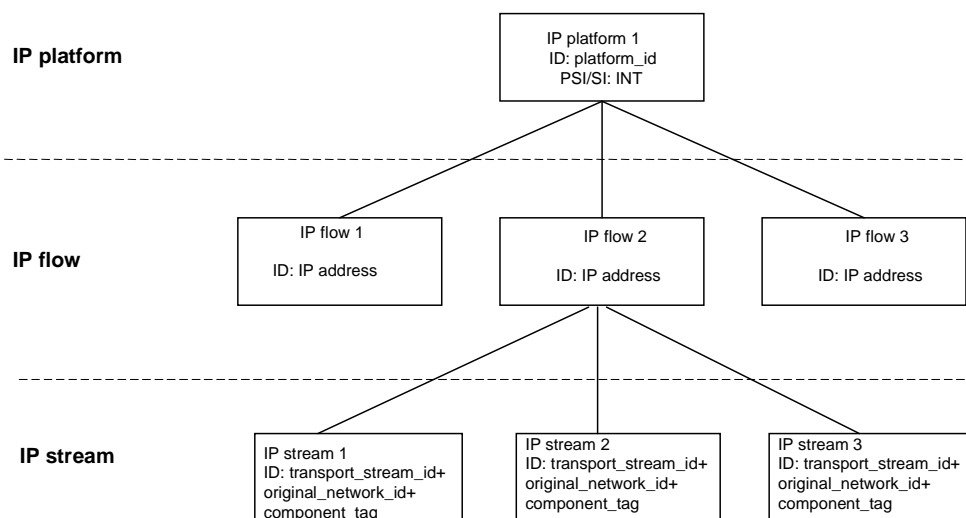 IP platform
IP platform 1
ID: platform_id
PSI/SI: INT
IP flow
IP flow 1
ID: IP address
IP flow 2
ID: IP address
IP flow 3
ID: IP address
IP stream
IP stream 1
ID: transport_stream_id+
original_network_id+
component_tag
IP stream 2
ID: transport_stream_id+
original_network_id+
component_tag
IP stream 3
ID: transport_stream_id+
original_network_id+
component_tag